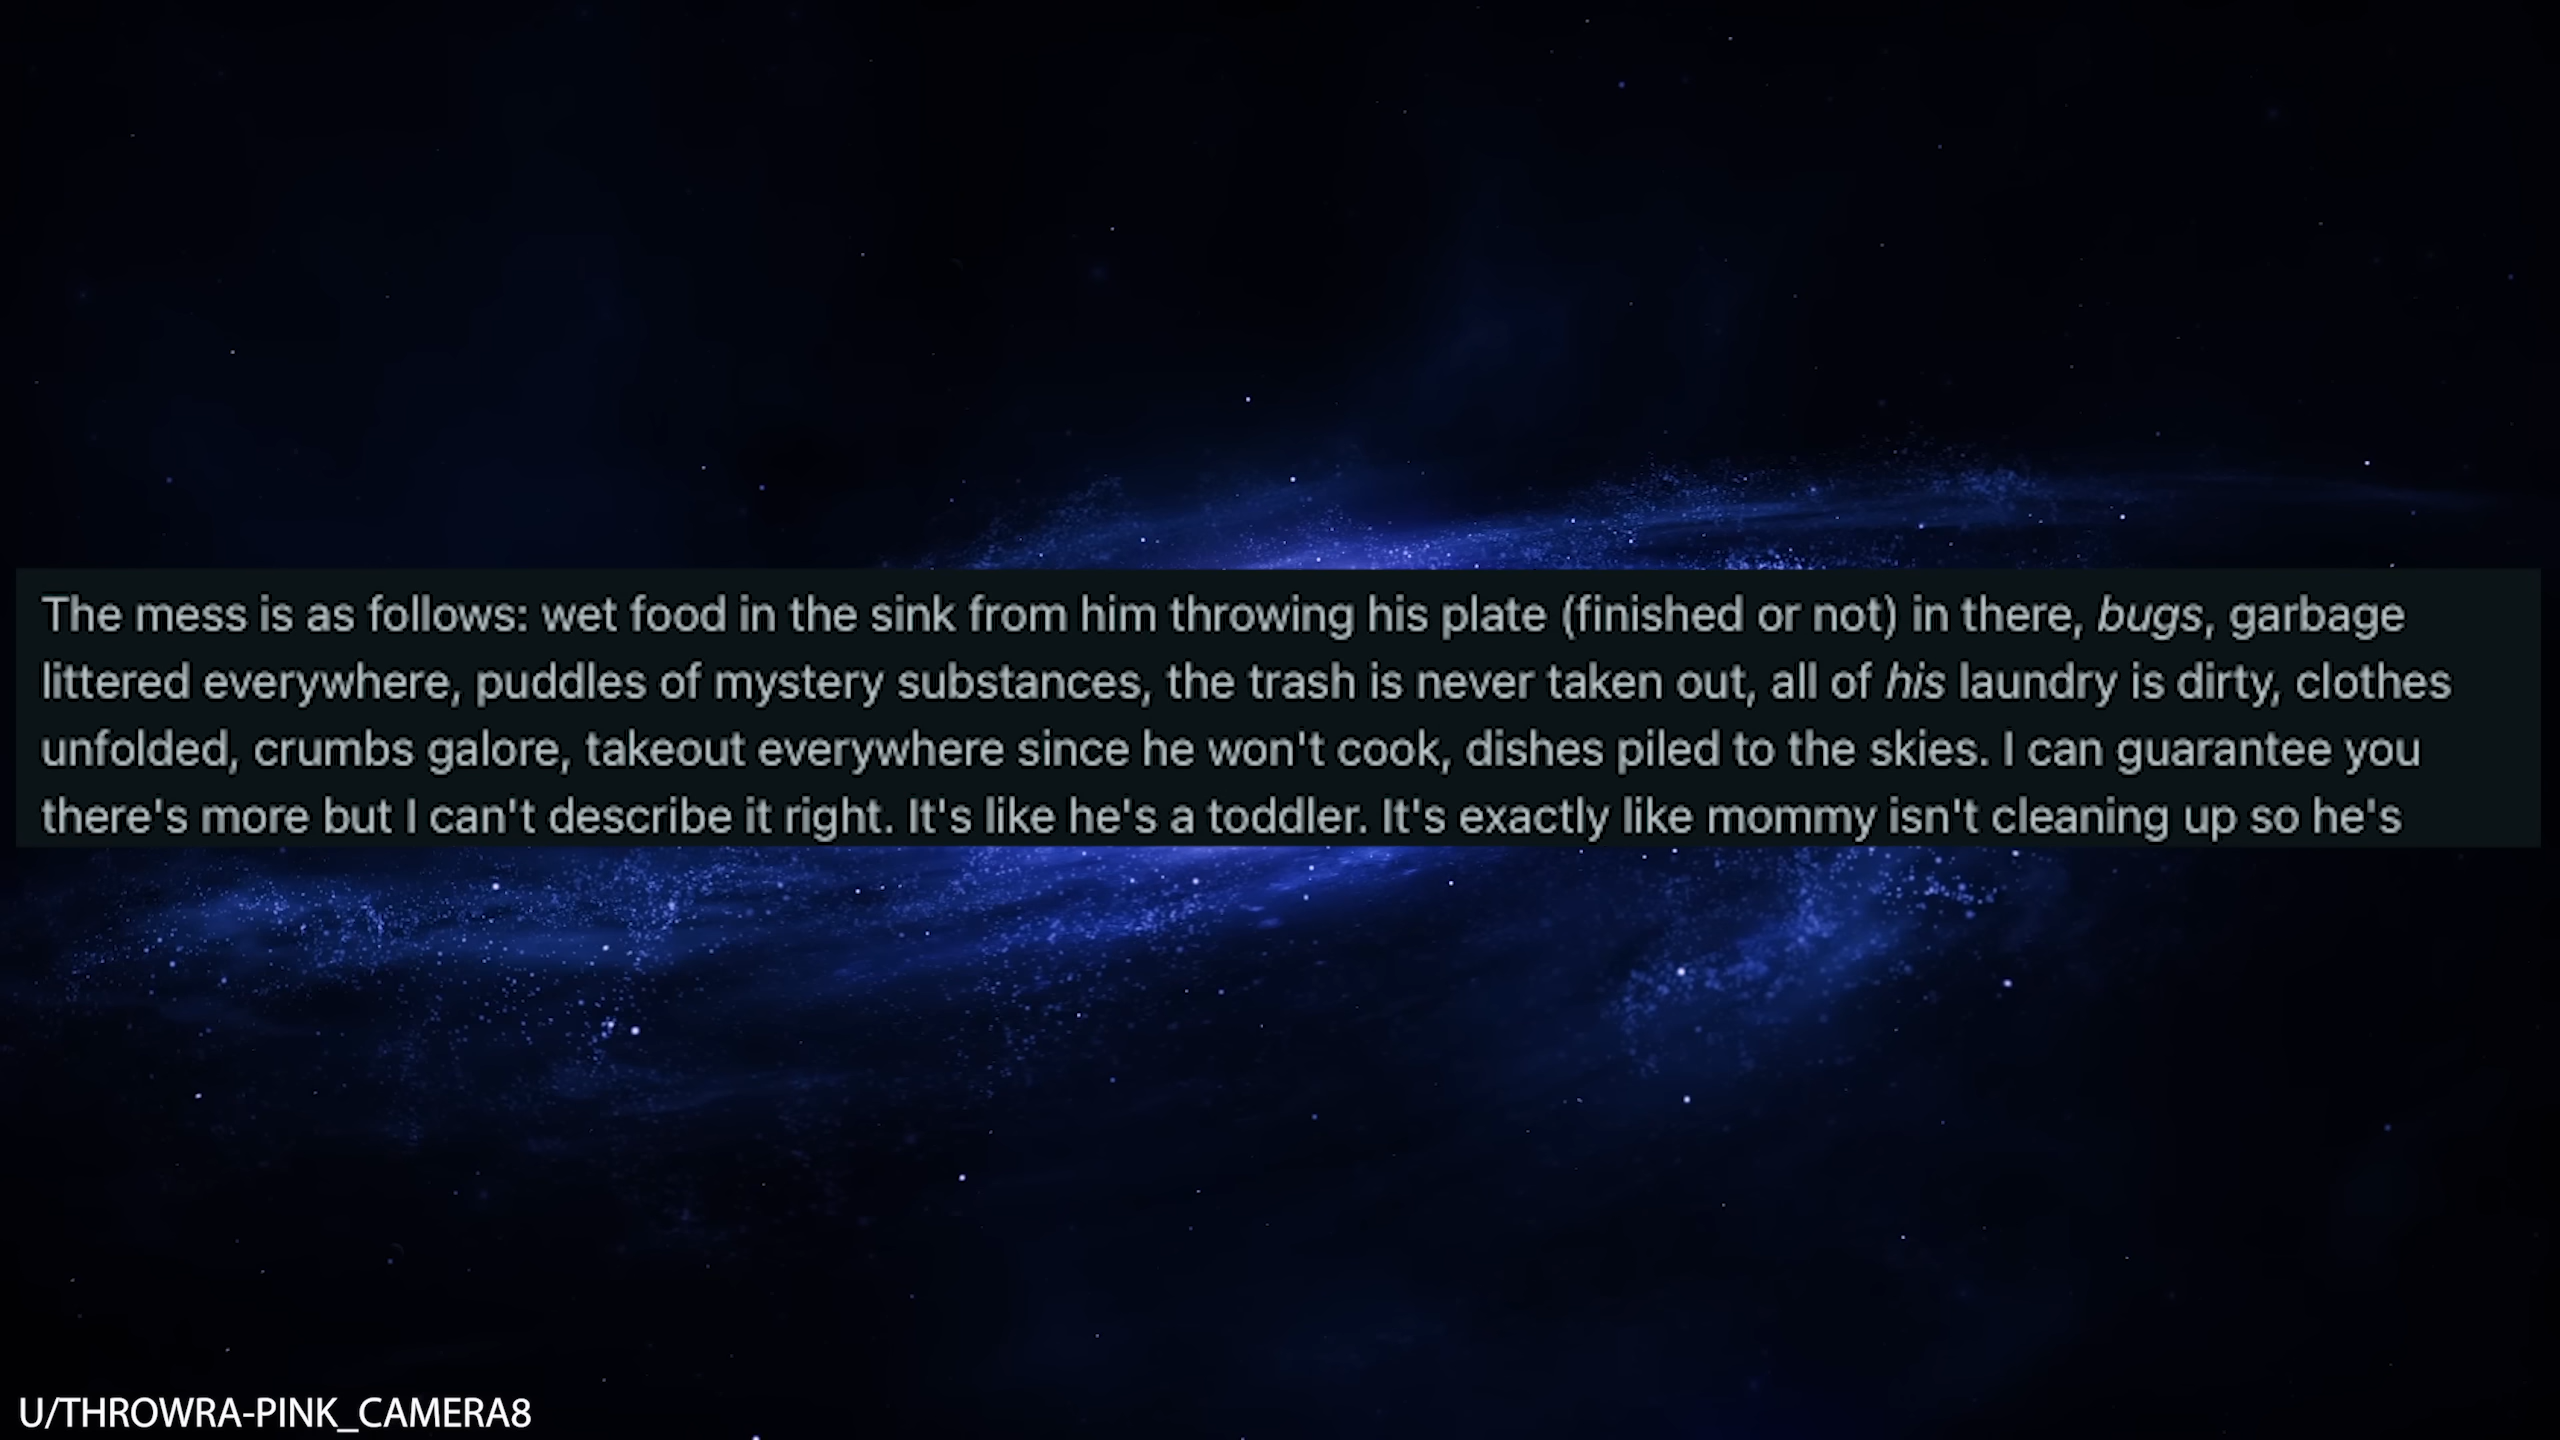 The mess is as follows: wet food in the sink from him throwing his plate (finished or not) in there, bugs, garbage
littered everywhere, puddles of mystery substances, the trash is never taken out, all of his laundry is dirty, clothes
unfolded, crumbs galore, takeout everywhere since he won't cook, dishes piled to the skies. I can guarantee you
there's more but I can't describe it right. It's like he's a toddler. It's exactly like mommy isn't cleaning up so he's
U/THROWRA-PINK_CAMERA8